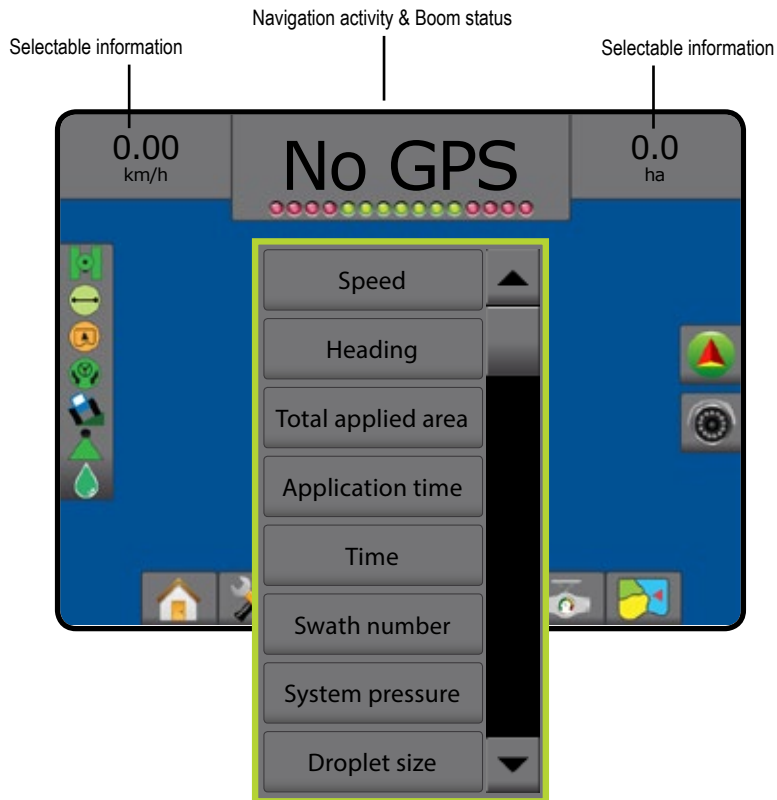 Navigation activity & Boom status
Selectable information
Selectable information
0.00
km/h
No GPS
0.0
ha
Speed
Heading
Total applied area
Application time
Time
Swath number
System pressure
Droplet size